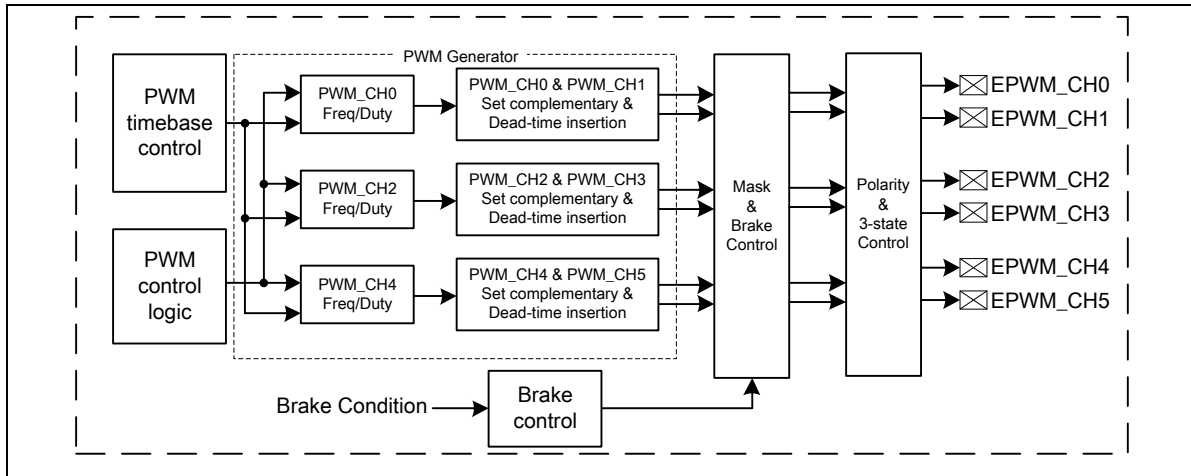 PWM Generator
PWM
timebase
control
PWM_CH0
Freq/Duty
PWM_CH0 & PWM_CH1
Set complementary &
Dead-time insertion
PWM_CH2
Freq/Duty
PWM_CH2 & PWM_CH3
Set complementary &
Dead-time insertion
PWM
control
logic
PWM_CH4
Freq/Duty
PWM_CH4 & PWM_CH5
Set complementary &
Dead-time insertion
Mask
&
Brake
Control
Polarity
&
3-state
Control
EPWM_CH0
EPWM_CH1
EPWM_CH2
EPWM_CH3
EPWM_CH4
EPWM_CH5
Brake Condition
Brake
control